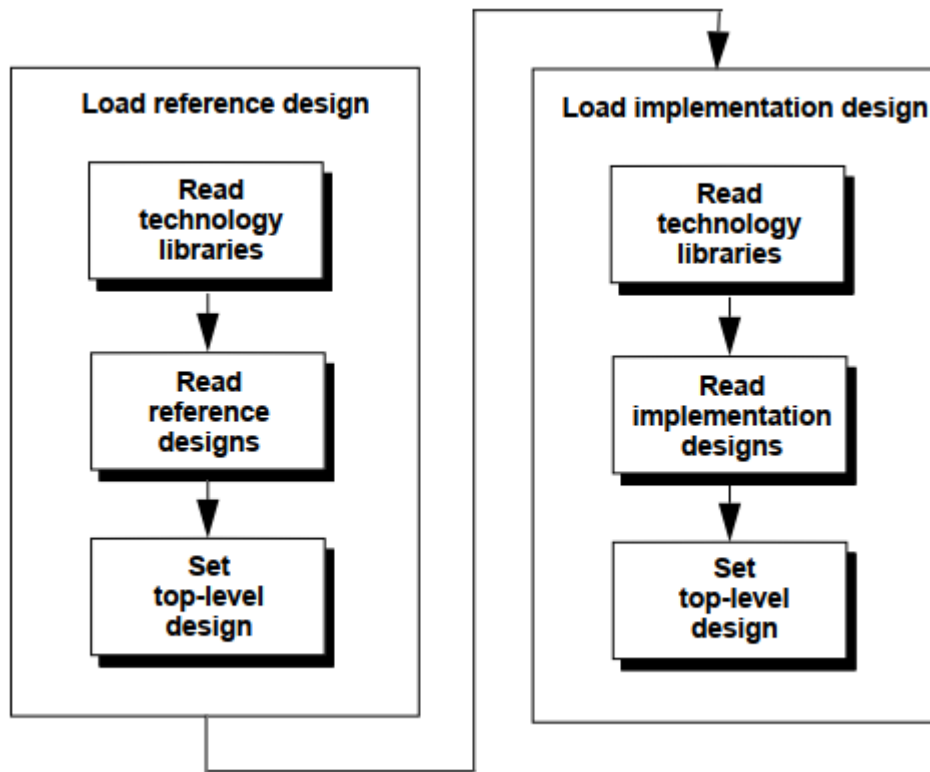 Load reference design
Read
technology
libraries
Read
reference
designs
Set
top-level
design
Load implementation design
Read
technology
libraries
Read
implementation
designs
Set
top-level
design